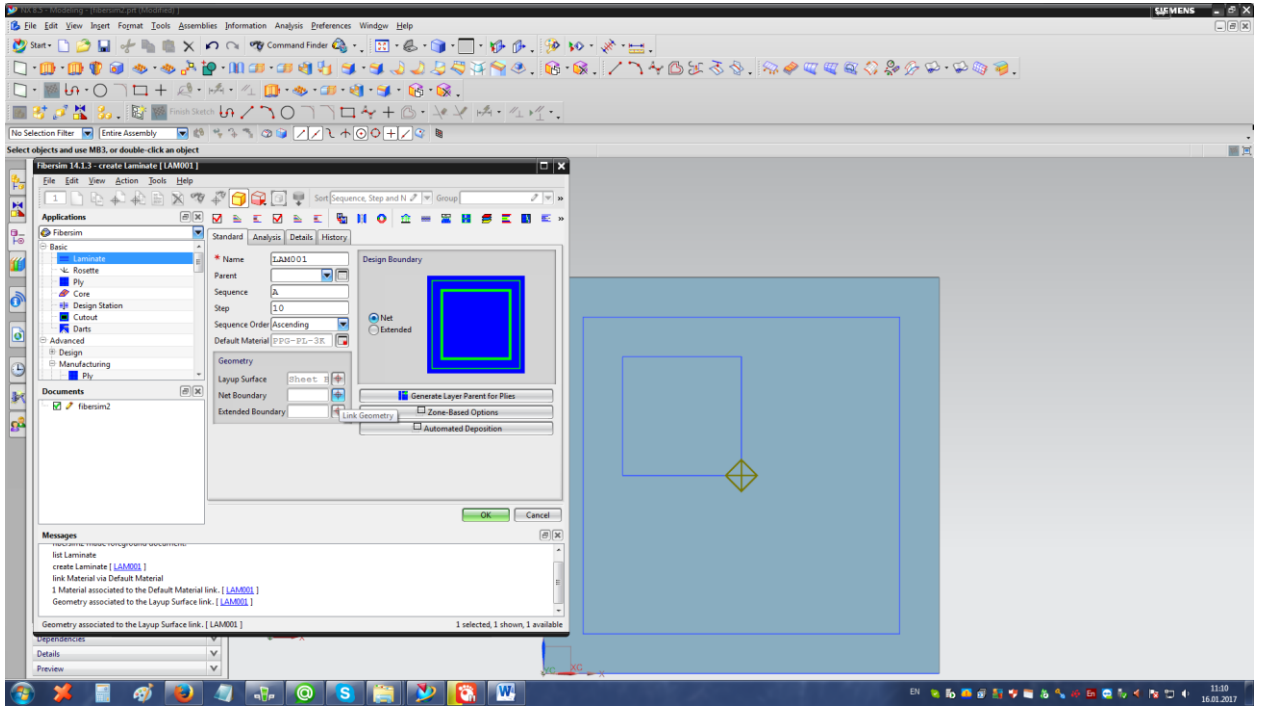 NX 8.5 - Modeling - [fibersim2.prt (Modified) ]
SIEMENS
File Edit View Insert Format Tools Assemblies Information Analysis Preferences Window Help
Start Command Finder
Finish Sketch
No Selection Filter Entire Assembly
Select objects and use MB3, or double-click an object
Fibersim 14.1.3 - create Laminate [ LAM001 ]
File Edit View Action Tools Help
1 Sort Sequence, Step and N Group
Applications
Fibersim
Basic
Laminate
Rosette
Ply
Core
Design Station
Cutout
Darts
Advanced
Design
Manufacturing
Ply
Documents
fibersim2
Standard Analysis Details History
* Name LAM001
Parent
Sequence A
Step 10
Sequence Order Ascending
Default Material PPG-PL-3K
Geometry
Layup Surface Sheet B
Net Boundary
Extended Boundary
Link Geometry
Design Boundary
Net
Extended
Generate Layer Parent for Plies
Zone-Based Options
Automated Deposition
OK Cancel
Messages
fibersim2 made foreground document.
list Laminate
create Laminate [ LAM001 ]
link Material via Default Material
1 Material associated to the Default Material link. [ LAM001 ]
Geometry associated to the Layup Surface link. [ LAM001 ]
Geometry associated to the Layup Surface link. [ LAM001 ] 1 selected, 1 shown, 1 available
Dependencies
Details
Preview
X
YC XC X
EN 11:10
16.01.2017